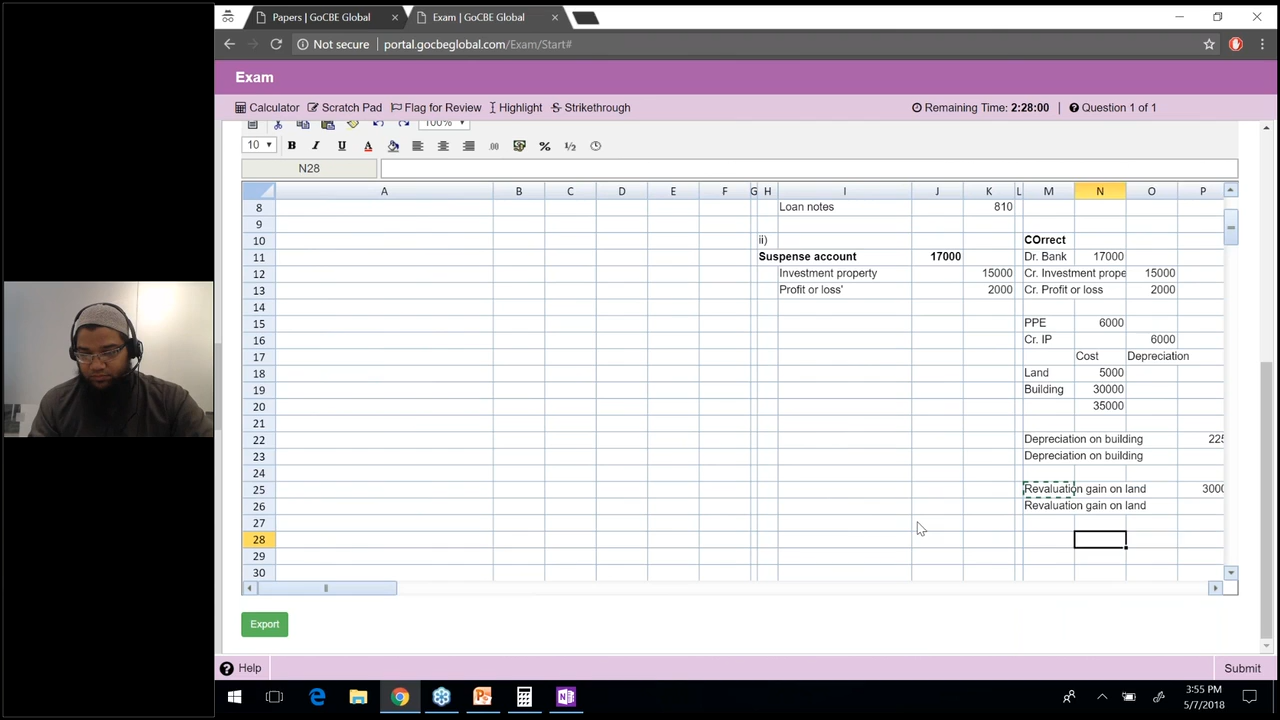 Papers | GoCBE Global
Exam | GoCBE Global
Not secure | portal.gocbeglobal.com/Exam/Start#
Exam
Calculator Scratch Pad Flag for Review Highlight Strikethrough Remaining Time: 2:28:00 Question 1 of 1
100%
10 B I U A .00 % 1/2
N28
A B C D E F G H I J K L M N O P
8 Loan notes 810
9
10 ii) COrrect
11 Suspense account 17000 Dr. Bank 17000
12 Investment property 15000 Cr. Investment prope 15000
13 Profit or loss' 2000 Cr. Profit or loss 2000
14
15 PPE 6000
16 Cr. IP 6000
17 Cost Depreciation
18 Land 5000
19 Building 30000
20 35000
21
22 Depreciation on building 225
23 Depreciation on building
24
25 Revaluation gain on land 3000
26 Revaluation gain on land
27
28
29
30
Export
Help Submit
3:55 PM
5/7/2018